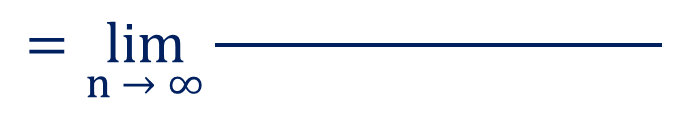 = lim
n → ∞